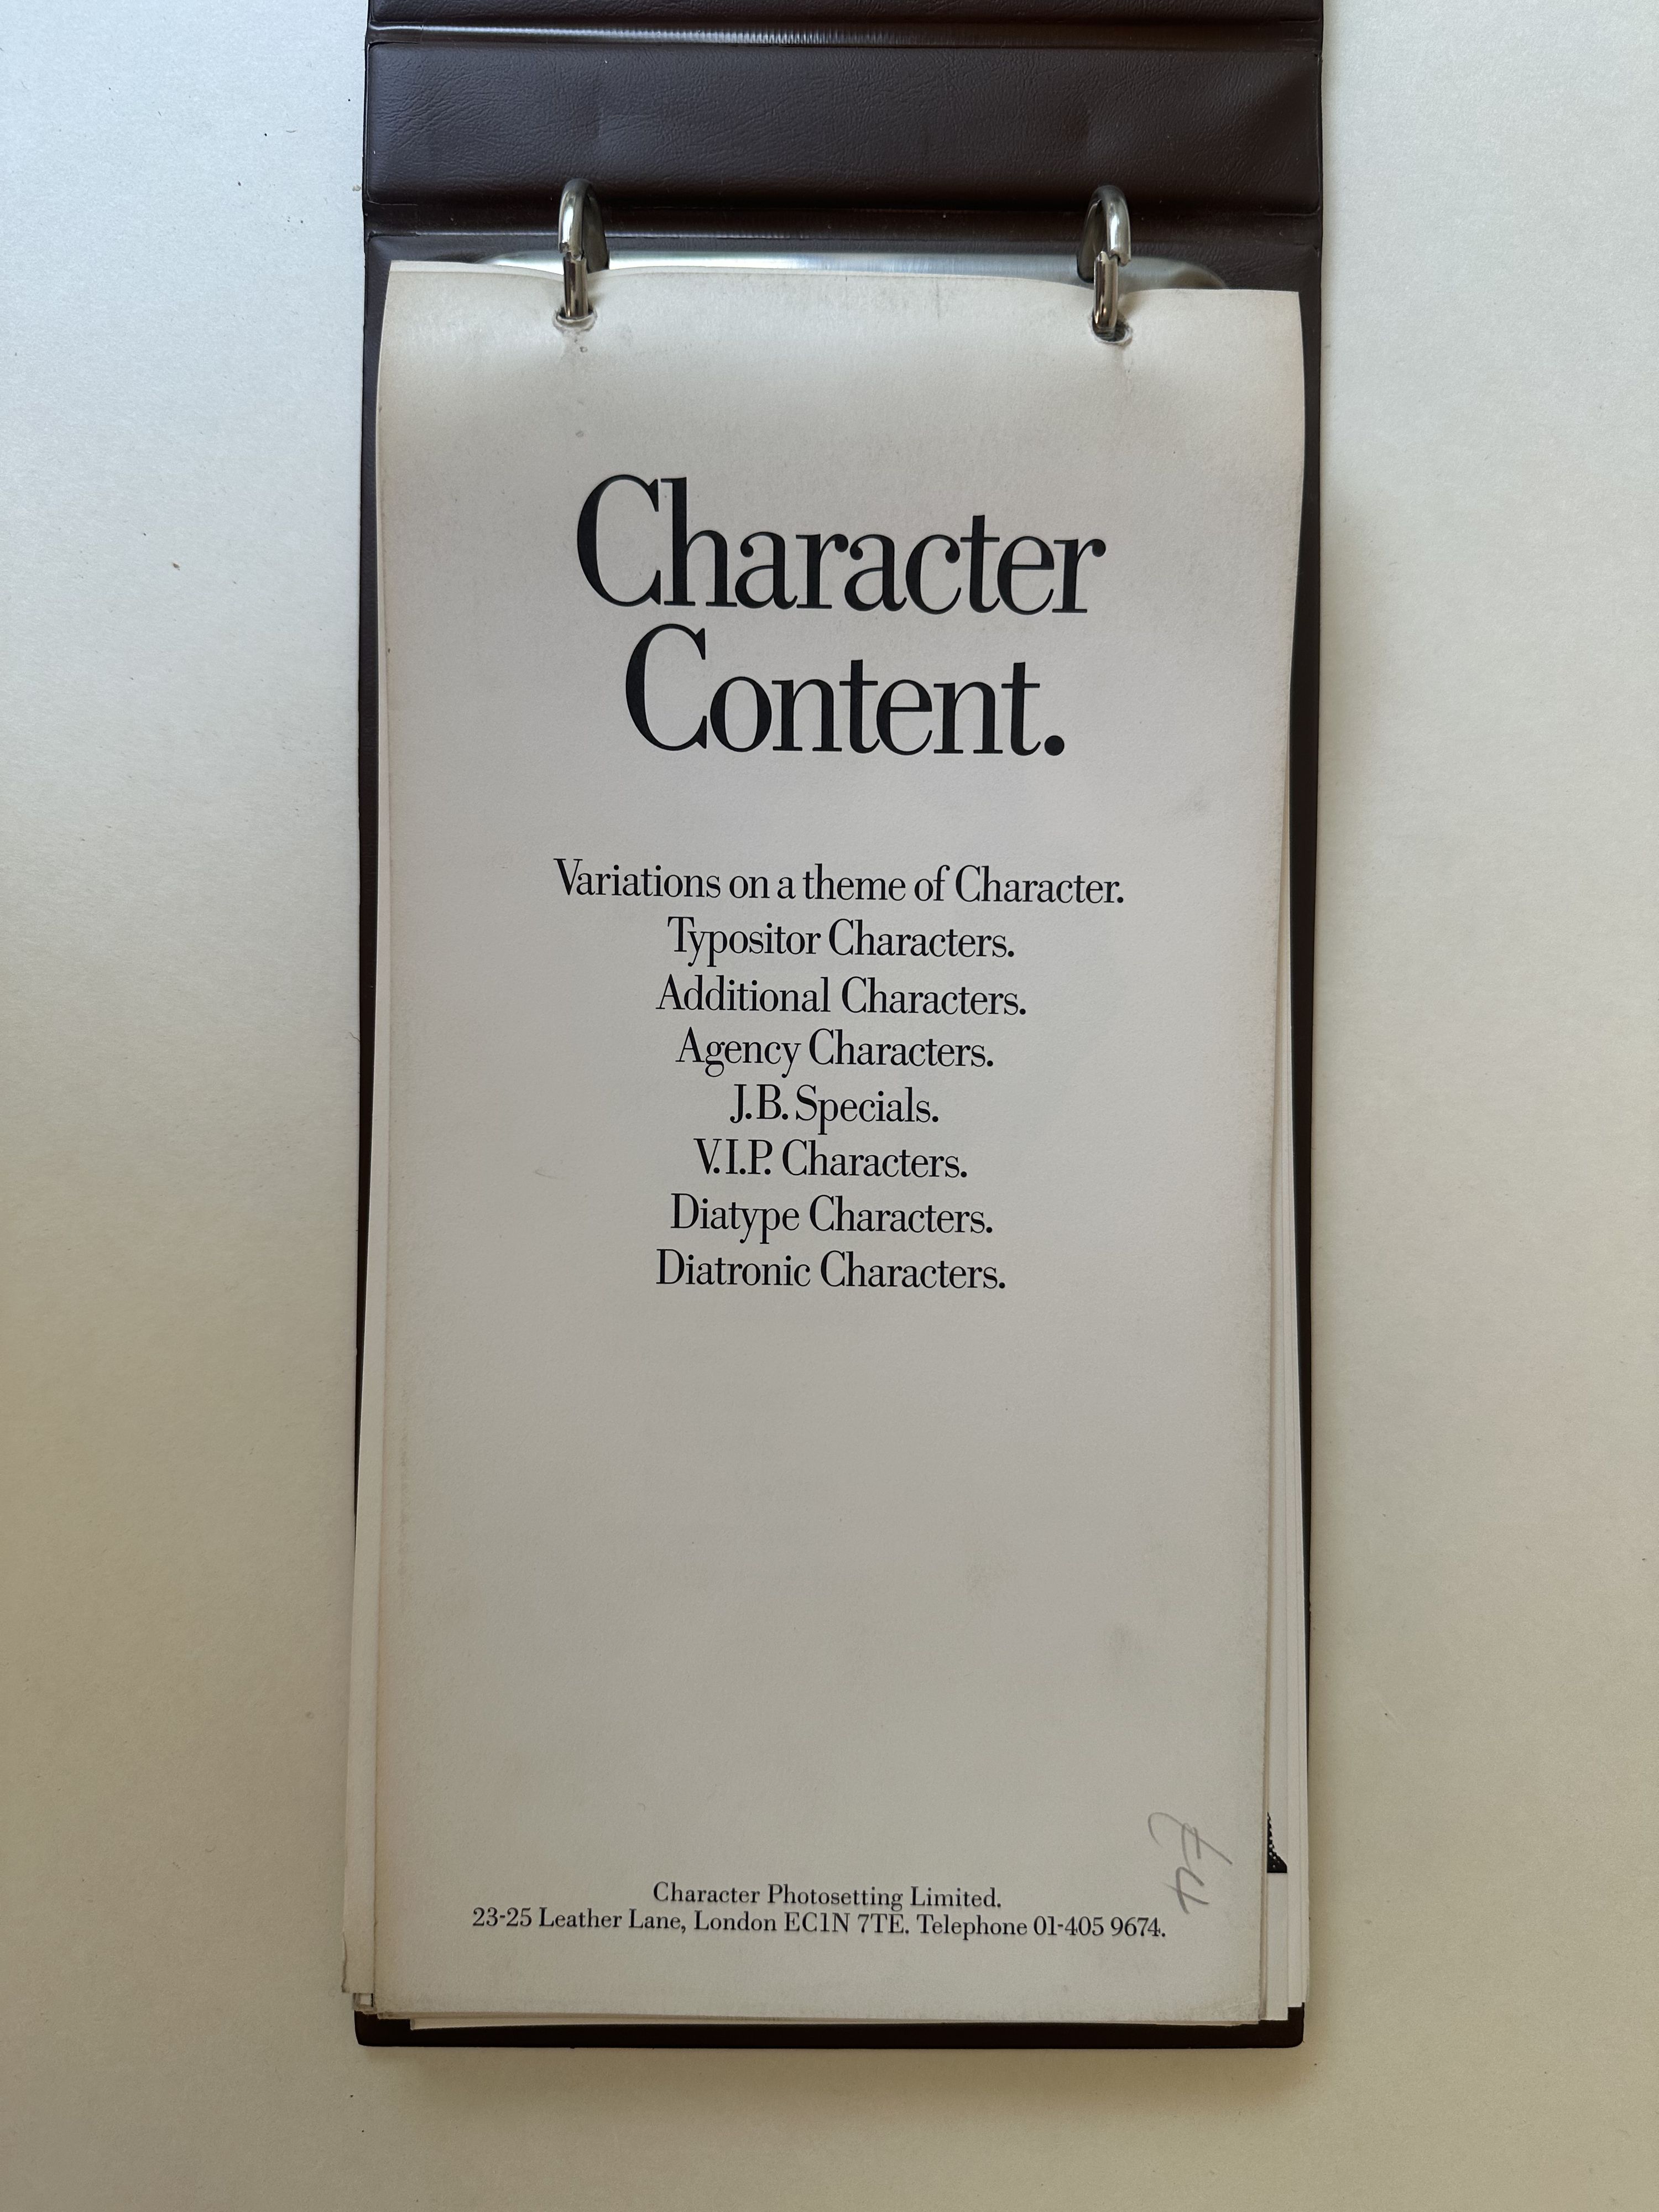 Character
Content.
Variations on a theme of Character.
Typositor Characters.
Additional Characters.
Agency Characters.
J.B. Specials.
V.I.P. Characters.
Diatype Characters.
Diatronic Characters.
Character Photosetting Limited.
23-25 Leather Lane, London EC1N 7TE. Telephone 01-405 9674.